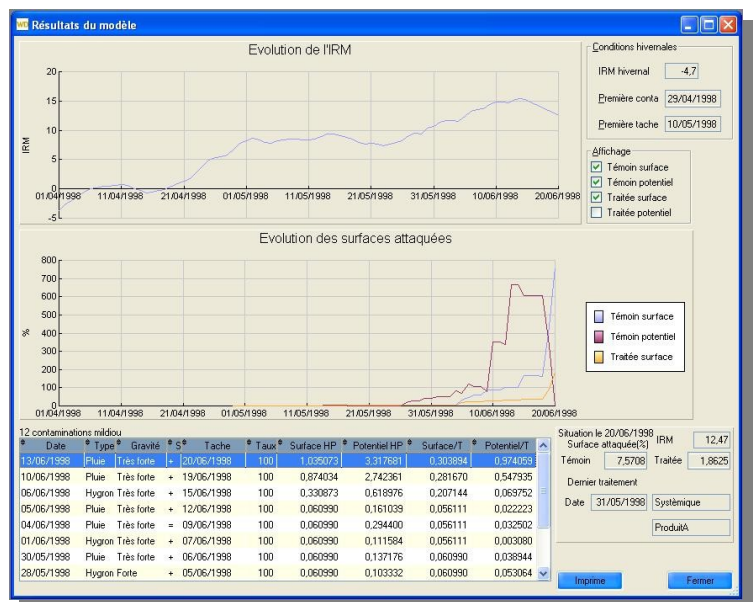 WD Résultats du modèle
Evolution de l'IRM
IRM
20
15
10
5
0
-5
01/04/1998 11/04/1998 21/04/1998 01/05/1998 11/05/1998 21/05/1998 31/05/1998 10/06/1998 20/06/1998
Conditions hivernales
IRM hivernal -4,7
Première conta 29/04/1998
Première tache 10/05/1998
Affichage
Témoin surface
Témoin potentiel
Traitée surface
Traitée potentiel
Evolution des surfaces attaquées
%
800
700
600
500
400
300
200
100
0
01/04/1998 11/04/1998 21/04/1998 01/05/1998 11/05/1998 21/05/1998 31/05/1998 10/06/1998 20/06/1998
Témoin surface
Témoin potentiel
Traitée surface
12 contaminations mildiou
Date Type Gravité S Tache Taux Surface HP Potentiel HP Surface/T Potentiel/T
13/06/1998 Pluie Très forte + 20/06/1998 100 1,035073 3,317681 0,303894 0,974059
10/06/1998 Pluie Très forte + 19/06/1998 100 0,874034 2,742361 0,281670 0,547935
06/06/1998 Hygron Très forte + 15/06/1998 100 0,330873 0,618976 0,207144 0,069752
05/06/1998 Pluie Très forte + 12/06/1998 100 0,060990 0,161039 0,056111 0,022223
04/06/1998 Pluie Très forte = 09/06/1998 100 0,060990 0,294400 0,056111 0,032502
01/06/1998 Hygron Très forte + 07/06/1998 100 0,060990 0,111584 0,056111 0,003080
30/05/1998 Pluie Très forte + 06/06/1998 100 0,060990 0,137176 0,060990 0,038944
28/05/1998 Hygron Forte + 05/06/1998 100 0,060990 0,103332 0,060990 0,053064
Situation le 20/06/1998
Surface attaquée(%) IRM 12,47
Témoin 7,5708 Traitée 1,8625
Dernier traitement
Date 31/05/1998 Systèmique
ProduitA
Imprime Fermer